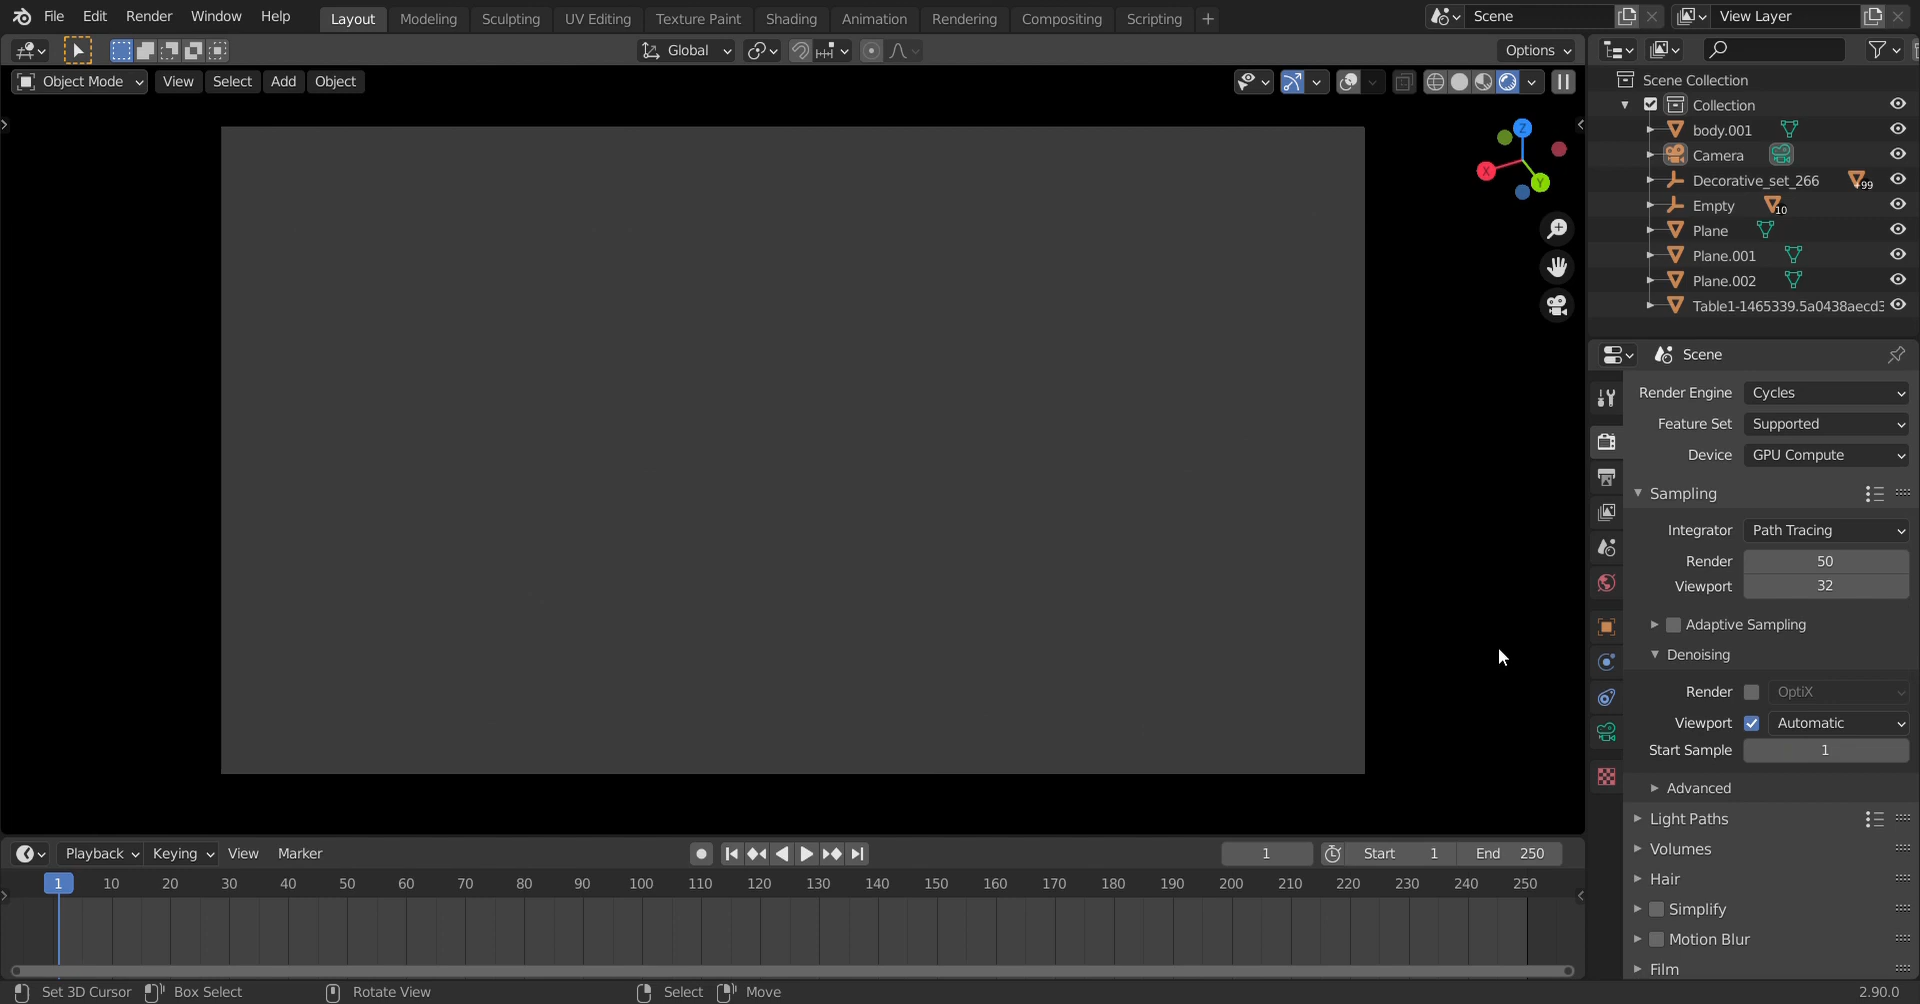 File Edit Render Window Help Layout Modeling Sculpting UV Editing Texture Paint Shading Animation Rendering Compositing Scripting + Scene View Layer
Global Options
Object Mode View Select Add Object
Scene Collection
Collection
body.001
Camera
Decorative_set_266 +99
Empty 10
Plane
Plane.001
Plane.002
Table1-1465339.5a0438aecd3
Z
X
Y
Scene
Render Engine Cycles
Feature Set Supported
Device GPU Compute
Sampling
Integrator Path Tracing
Render 50
Viewport 32
Adaptive Sampling
Denoising
Render OptiX
Viewport Automatic
Start Sample 1
Advanced
Light Paths
Volumes
Hair
Simplify
Motion Blur
Film
Playback Keying View Marker 1 Start 1 End 250
1 10 20 30 40 50 60 70 80 90 100 110 120 130 140 150 160 170 180 190 200 210 220 230 240 250
Set 3D Cursor Box Select Rotate View Select Move 2.90.0